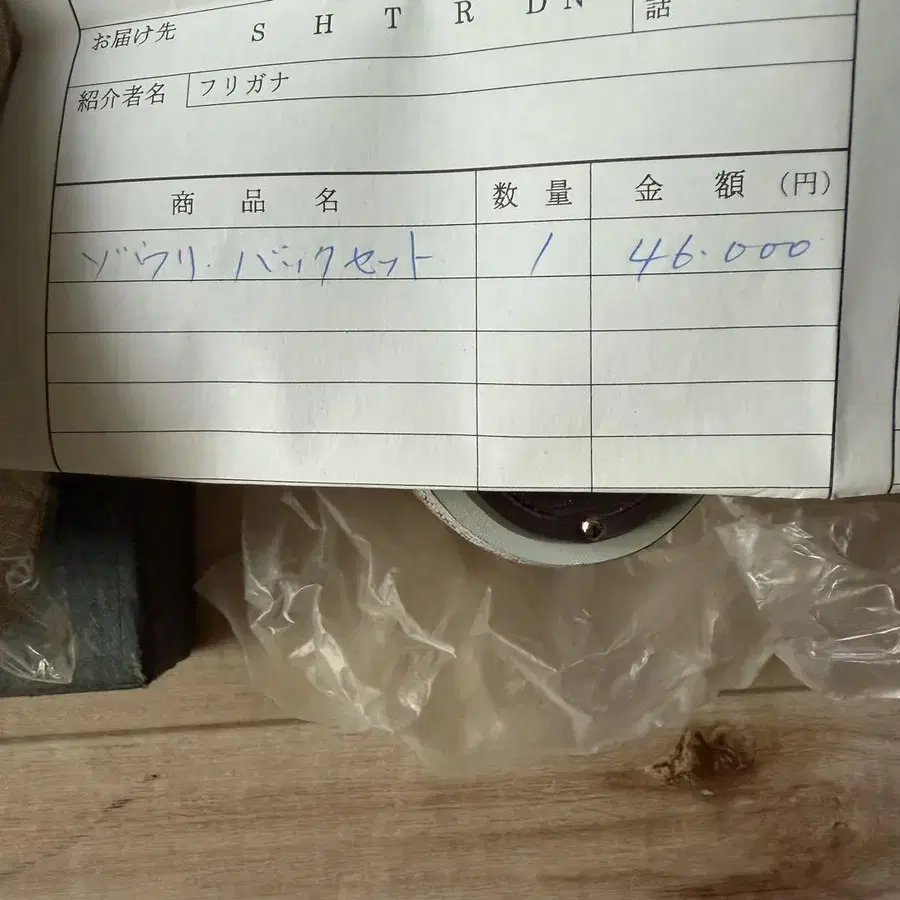 お届け先 S H T R D N 話
紹介者名 フリガナ
商品名 数量 金額 (円)
ゾウリ.バックセット 1 46.000